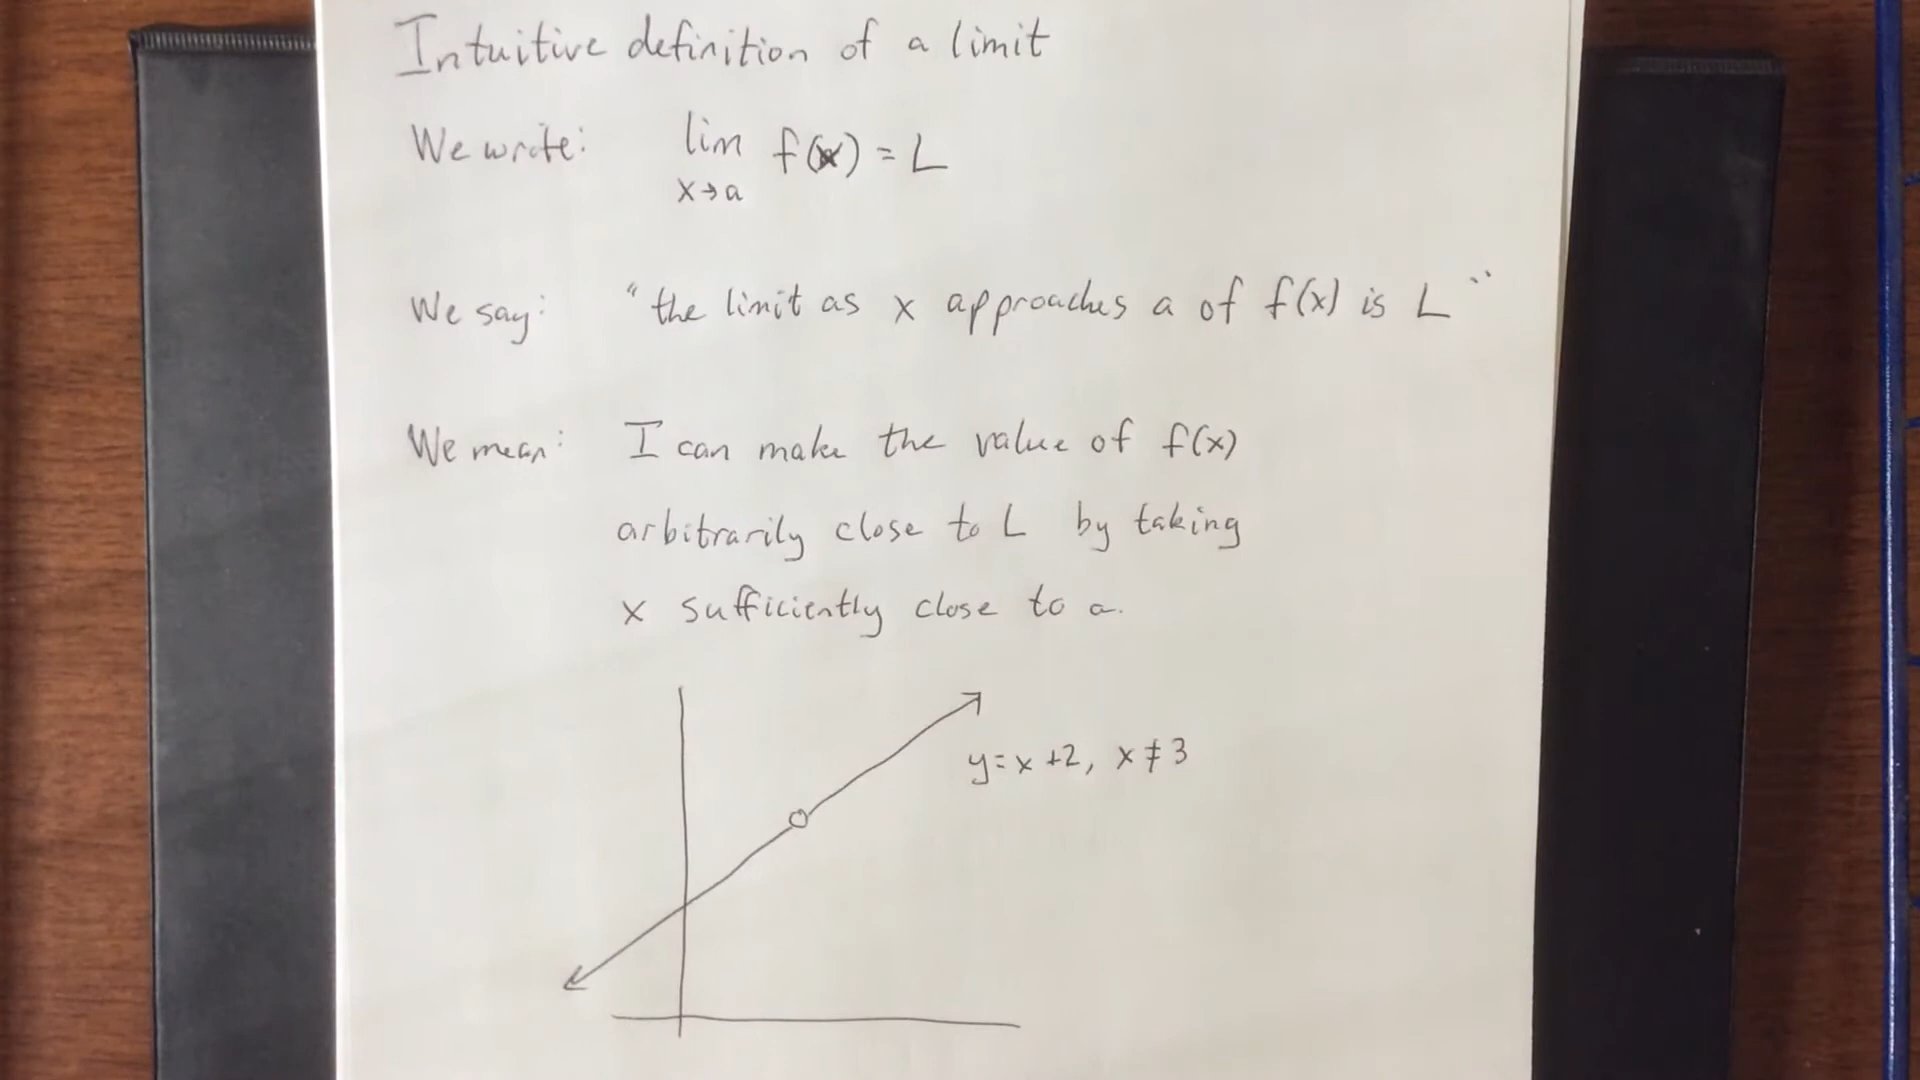 Intuitive definition of a limit
We write: lim f(x) = L
x→a
We say: "the limit as x approaches a of f(x) is L"
We mean: I can make the value of f(x)
arbitrarily close to L by taking
x sufficiently close to a.
y=x+2, x≠3